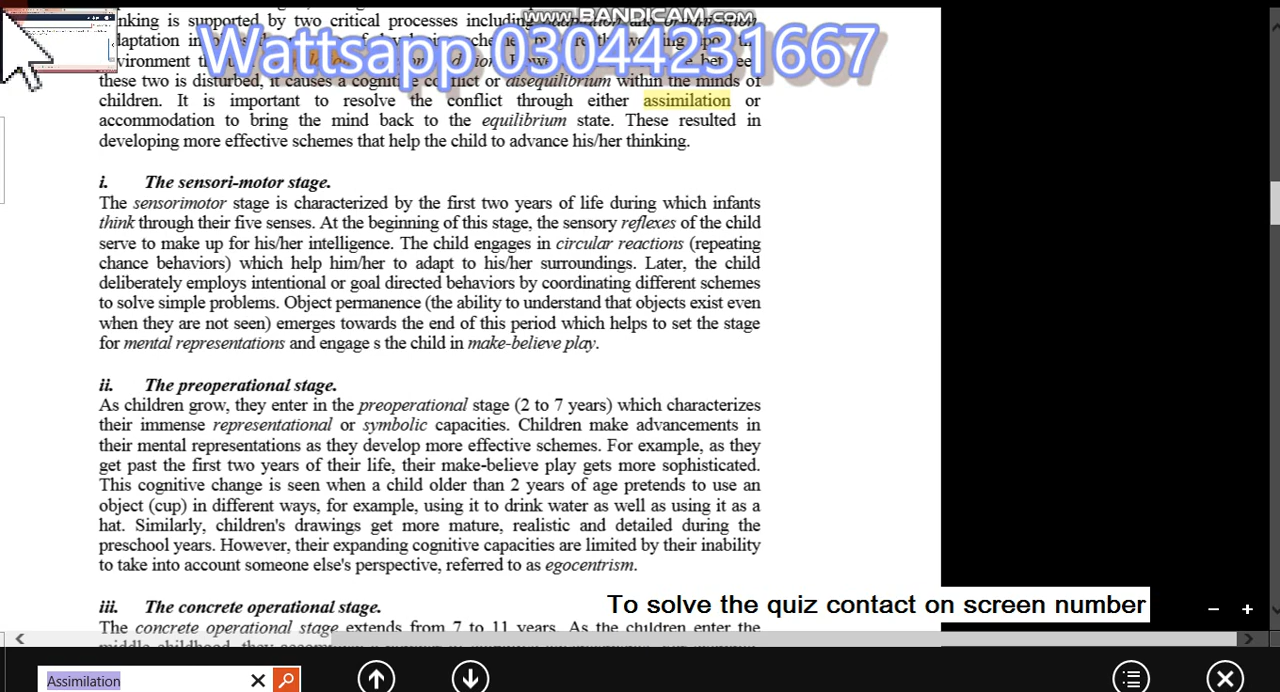 www.BANDICAM.com
Wattsapp 03044231667
inking is supported by two critical processes including
daptation
nvironment
these two is disturbed, it causes a cognitive conflict or disequilibrium within the minds of
children. It is important to resolve the conflict through either assimilation or
accommodation to bring the mind back to the equilibrium state. These resulted in
developing more effective schemes that help the child to advance his/her thinking.
i. The sensori-motor stage.
The sensorimotor stage is characterized by the first two years of life during which infants
think through their five senses. At the beginning of this stage, the sensory reflexes of the child
serve to make up for his/her intelligence. The child engages in circular reactions (repeating
chance behaviors) which help him/her to adapt to his/her surroundings. Later, the child
deliberately employs intentional or goal directed behaviors by coordinating different schemes
to solve simple problems. Object permanence (the ability to understand that objects exist even
when they are not seen) emerges towards the end of this period which helps to set the stage
for mental representations and engage s the child in make-believe play.
ii. The preoperational stage.
As children grow, they enter in the preoperational stage (2 to 7 years) which characterizes
their immense representational or symbolic capacities. Children make advancements in
their mental representations as they develop more effective schemes. For example, as they
get past the first two years of their life, their make-believe play gets more sophisticated.
This cognitive change is seen when a child older than 2 years of age pretends to use an
object (cup) in different ways, for example, using it to drink water as well as using it as a
hat. Similarly, children's drawings get more mature, realistic and detailed during the
preschool years. However, their expanding cognitive capacities are limited by their inability
to take into account someone else's perspective, referred to as egocentrism.
To solve the quiz contact on screen number
iii. The concrete operational stage.
The concrete operational stage extends from 7 to 11 years. As the children enter the
Assimilation